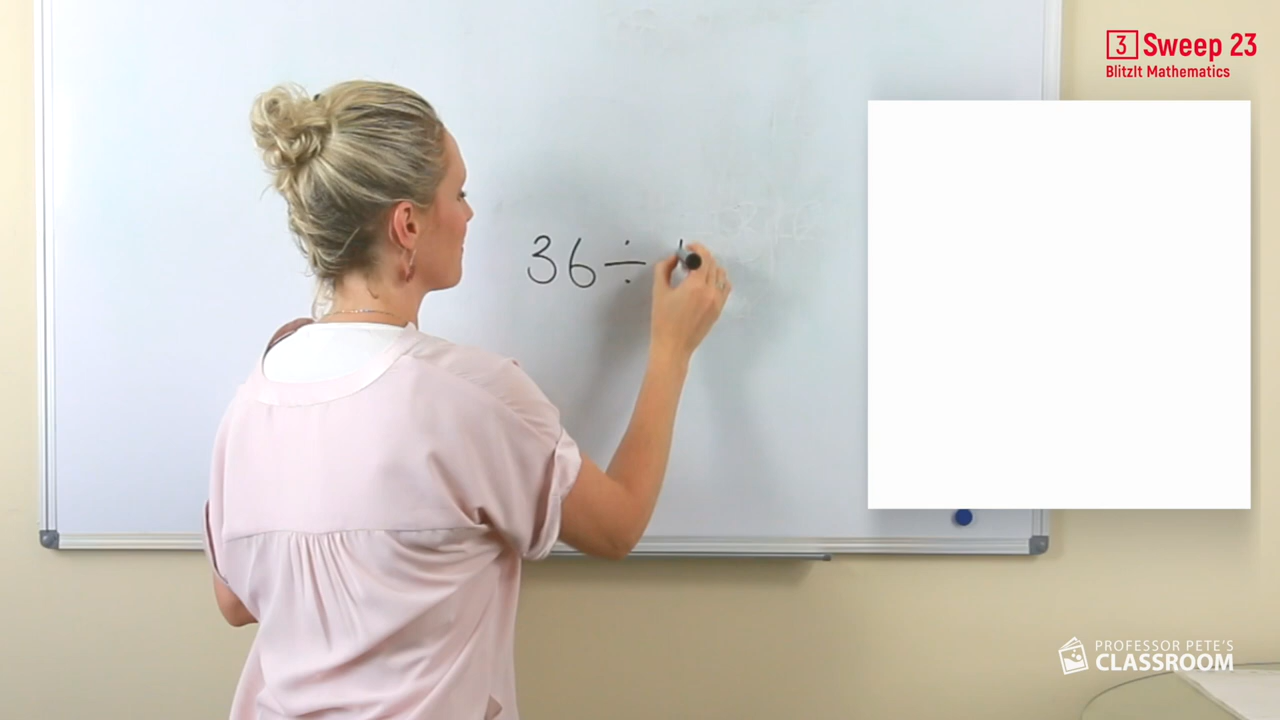 3 Sweep 23
BlitzIt Mathematics
36÷
PROFESSOR PETE'S
CLASSROOM